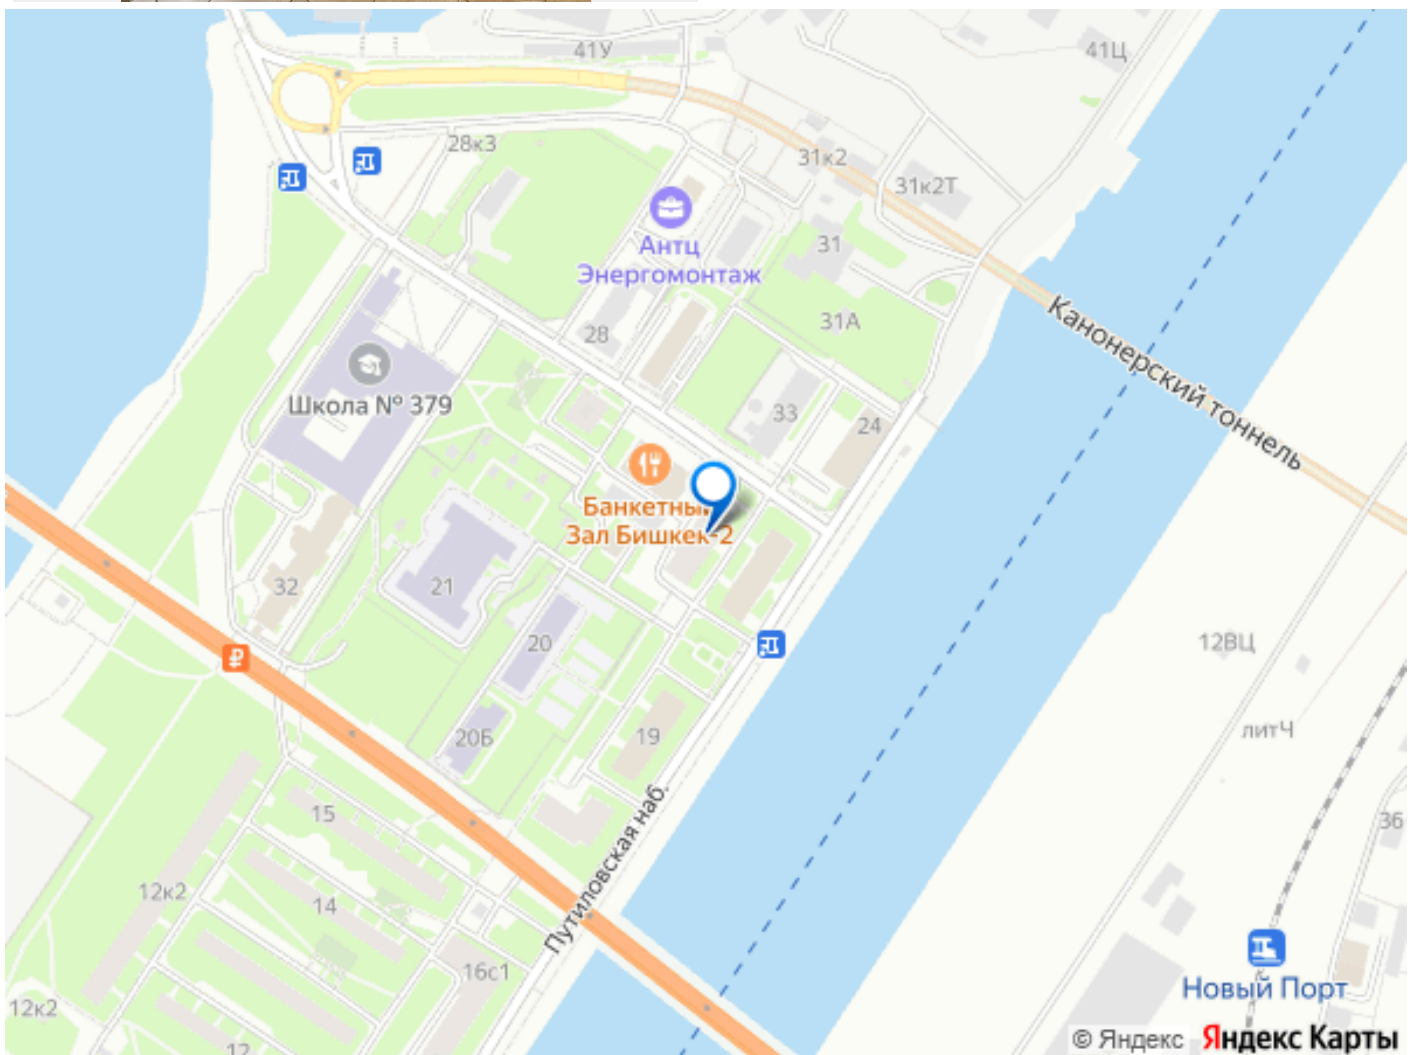 41У
41Ц
28к3
31к2
31к2Т
Антц
Энергомонтаж
31
31А
28
Канонерский тоннель
Школа № 379
33
24
Банкетный
Зал Бишкек-2
32
21
20
12ВЦ
₽
20Б
19
литЧ
15
36
Путиловская наб.
12к2
14
16с1
Новый Порт
12к2
12
© Яндекс Яндекс Карты